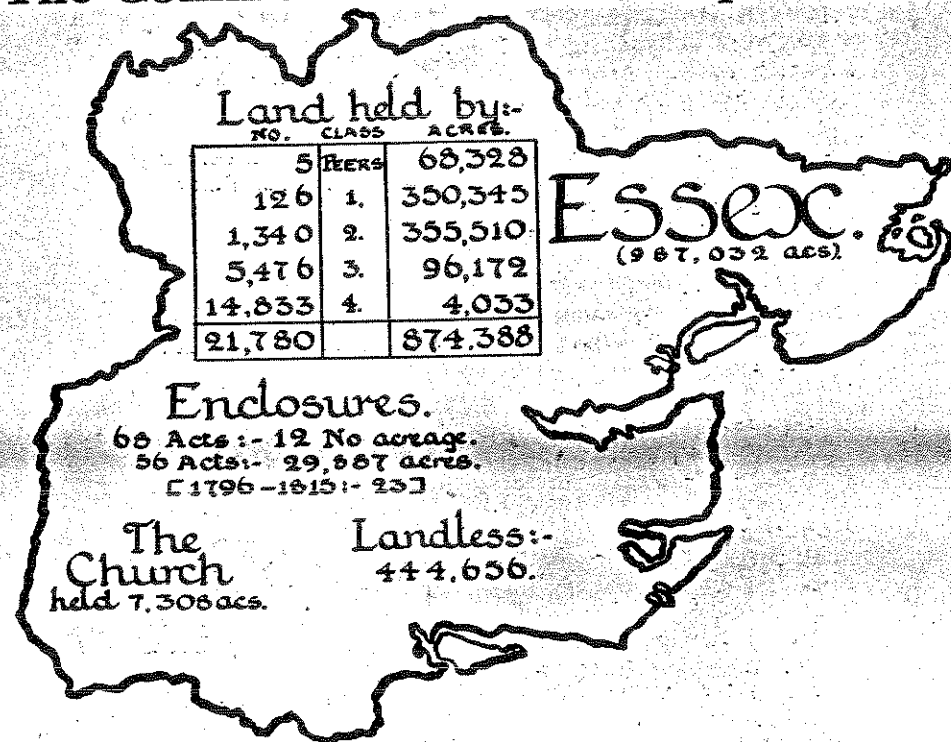 The
Land held by:-
NO. CLASS ACRES.
5 PEERS 68,328
126 1. 350,345
1,340 2. 355,510
5,476 3. 96,172
14,833 4. 4,033
21,780 874.388
Essex.
(987,032 acs)
Enclosures.
68 Acts :- 12 No acreage.
56 Acts:- 29,887 acres.
[1796-1815:- 23]
The
Church
held 7,308 acs.
Landless:-
444.656.